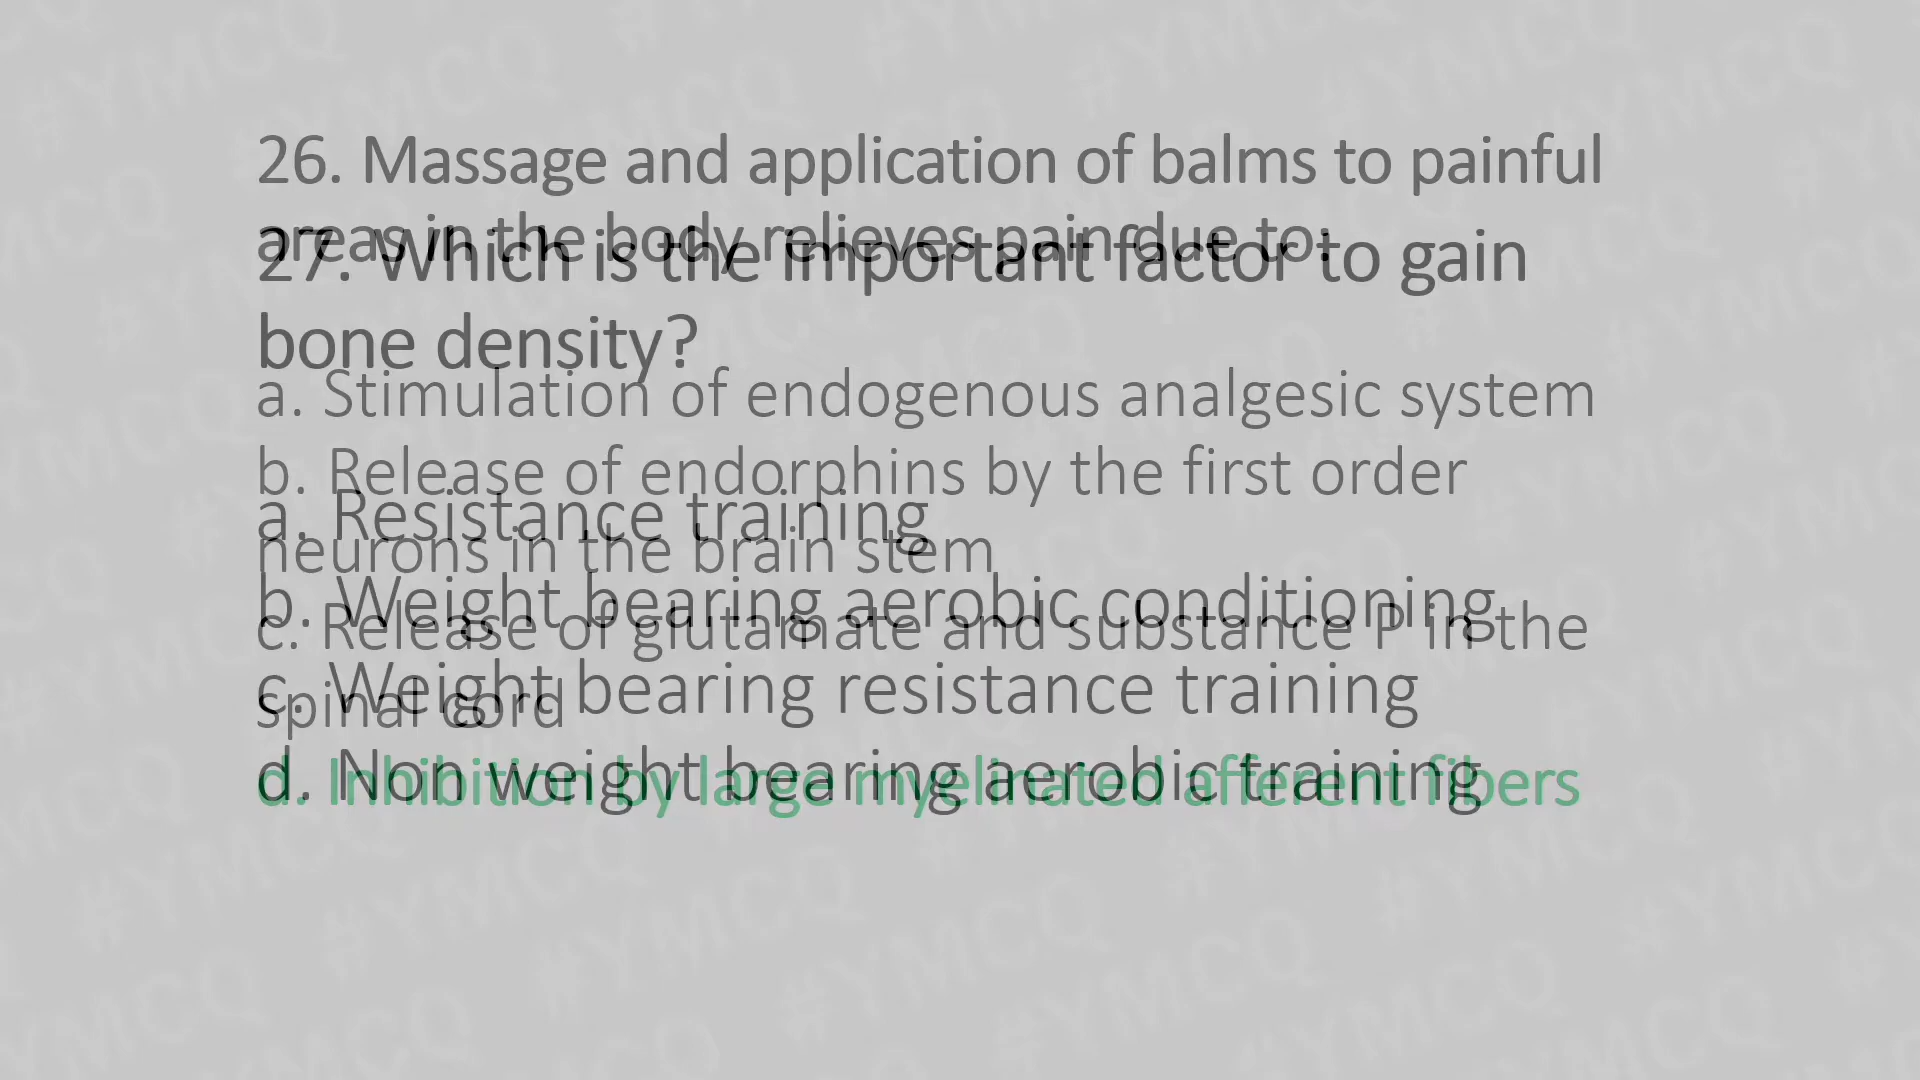 26. Massage and application of balms to painful
areas in the body relieves pain due to:
27. Which is the important factor to gain
bone density?
a. Stimulation of endogenous analgesic system
b. Release of endorphins by the first order
a. Resistance training
neurons in the brain stem
b. Weight bearing aerobic conditioning
c. Release of glutamate and substance P in the
c. Weight bearing resistance training
spinal cord
d. Non weight bearing aerobic training
d. Inhibition by large myelinated afferent fibers
#YMCQ